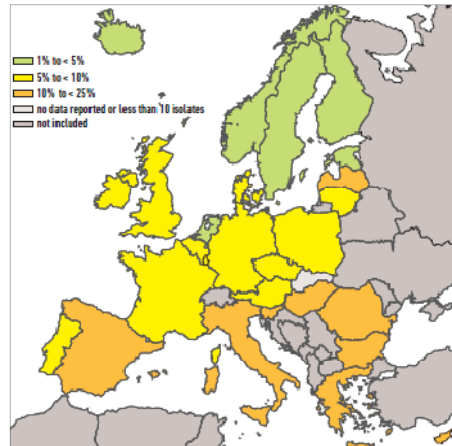 1% to < 5%
5% to < 10%
10% to < 25%
no data reported or less than 10 isolates
not included